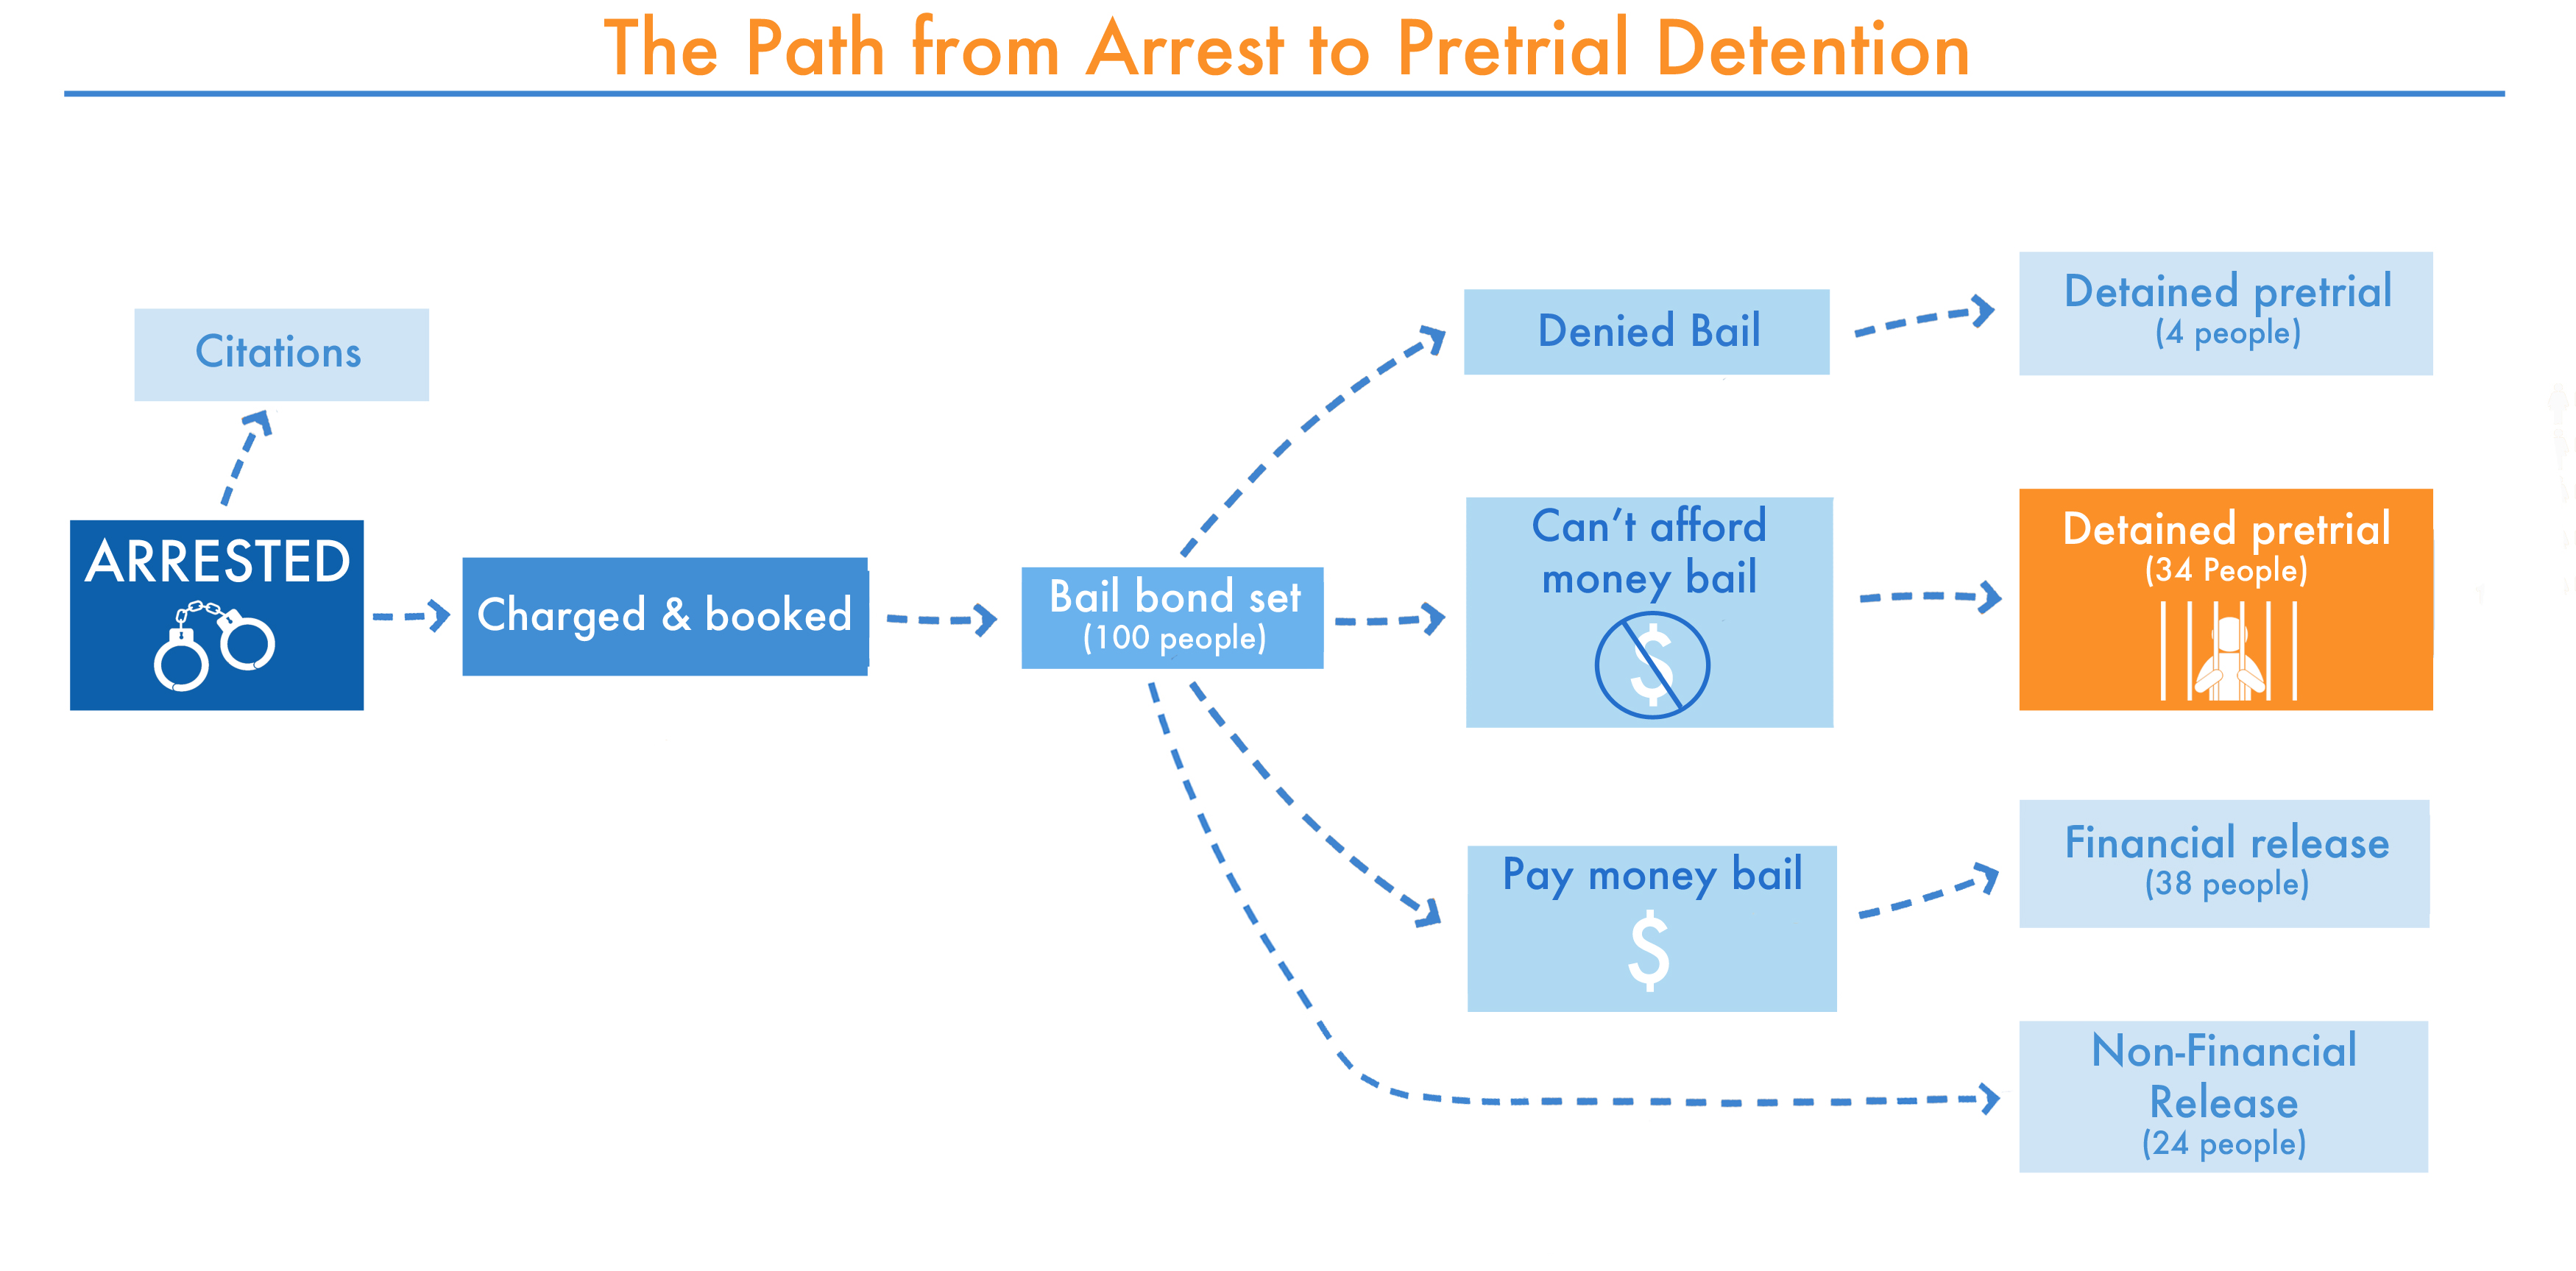 The Path from Arrest to Pretrial Detention
Citations
ARRESTED
Charged & booked
Bail bond set
(100 people)
Denied Bail
Detained pretrial
(4 people)
Can’t afford
money bail
$
Detained pretrial
(34 People)
Pay money bail
$
Financial release
(38 people)
Non-Financial
Release
(24 people)